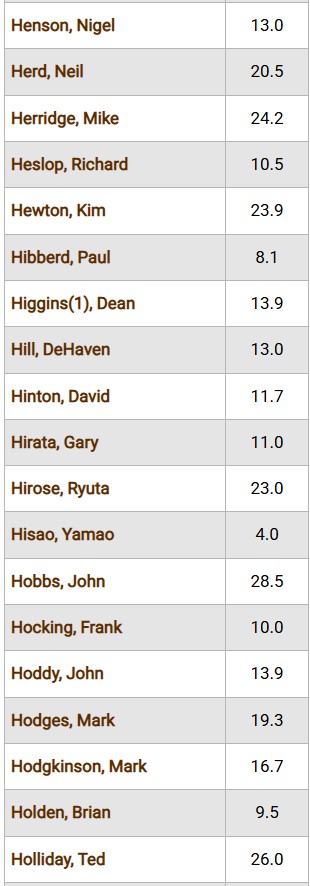 Henson, Nigel 13.0
Herd, Neil 20.5
Herridge, Mike 24.2
Heslop, Richard 10.5
Hewton, Kim 23.9
Hibberd, Paul 8.1
Higgins(1), Dean 13.9
Hill, DeHaven 13.0
Hinton, David 11.7
Hirata, Gary 11.0
Hirose, Ryuta 23.0
Hisao, Yamao 4.0
Hobbs, John 28.5
Hocking, Frank 10.0
Hoddy, John 13.9
Hodges, Mark 19.3
Hodgkinson, Mark 16.7
Holden, Brian 9.5
Holliday, Ted 26.0